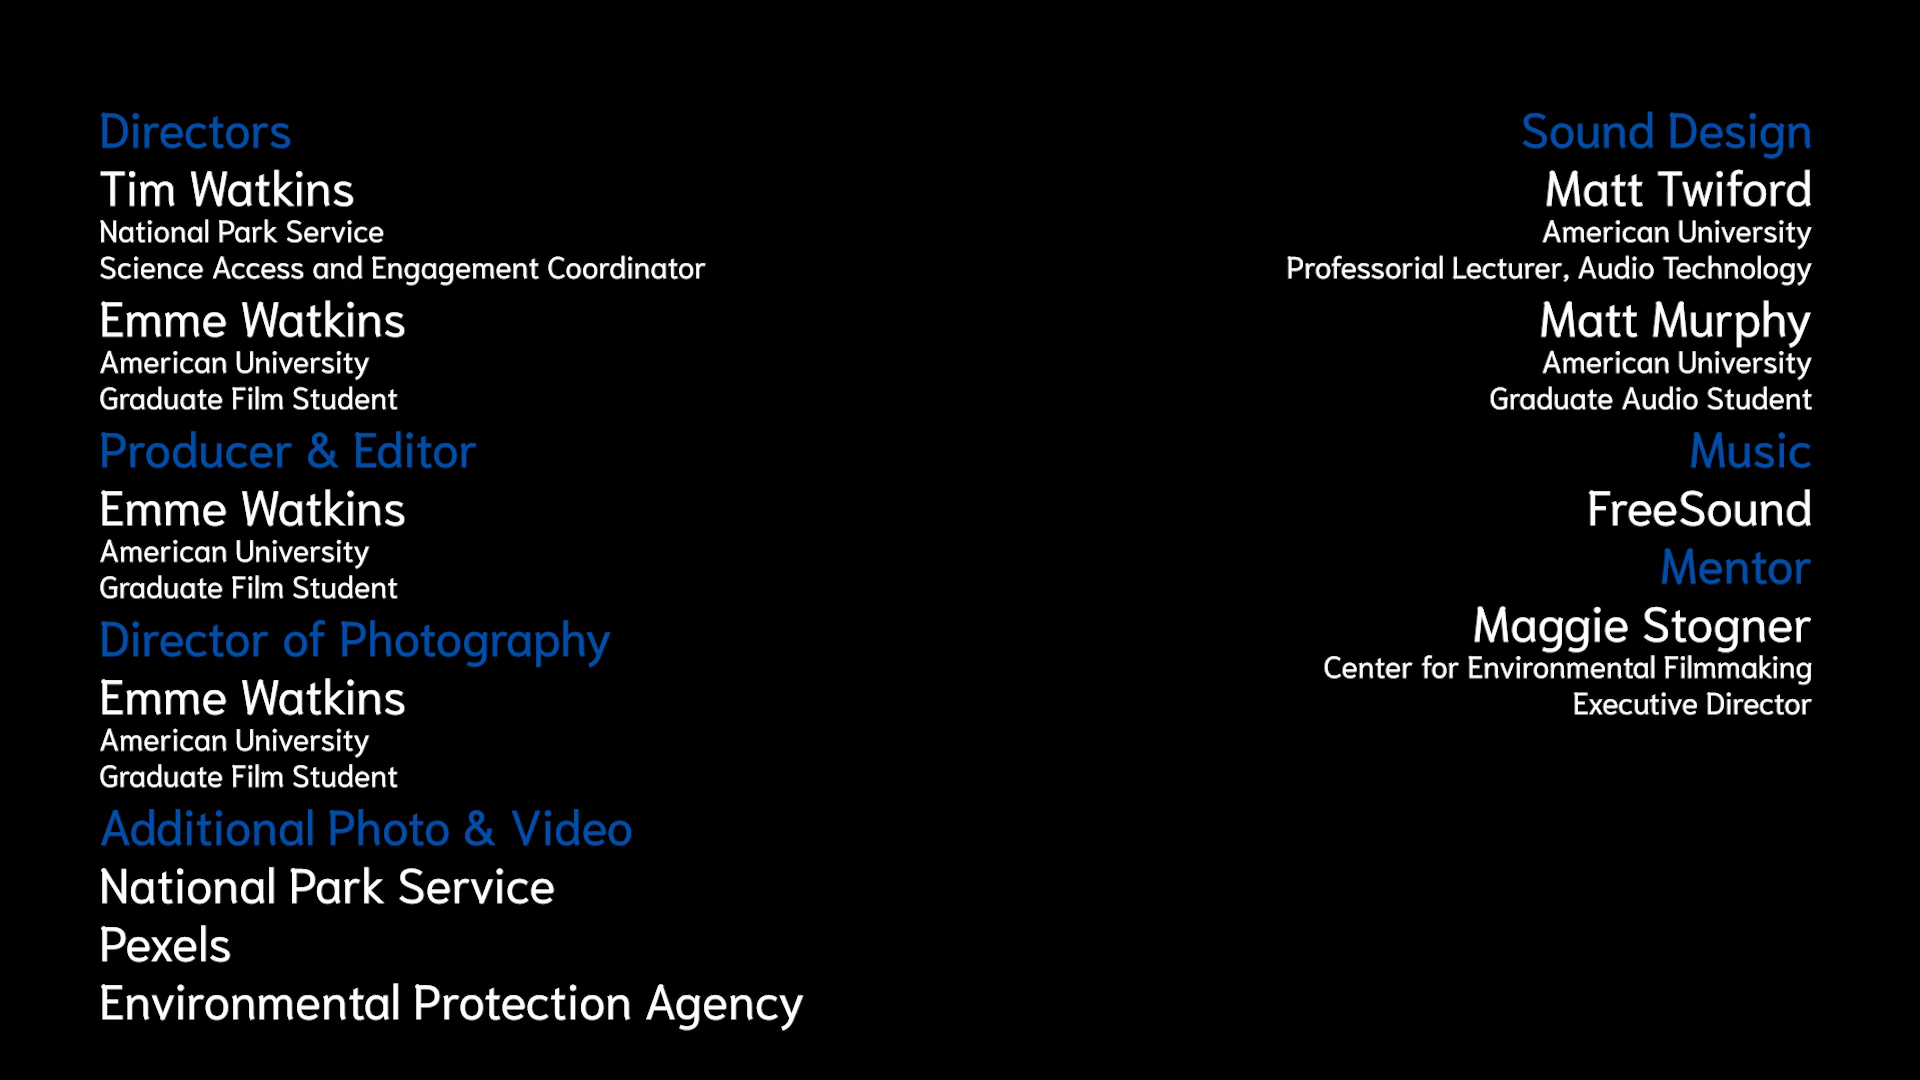 Directors
Tim Watkins
National Park Service
Science Access and Engagement Coordinator
Emme Watkins
American University
Graduate Film Student
Producer & Editor
Emme Watkins
American University
Graduate Film Student
Director of Photography
Emme Watkins
American University
Graduate Film Student
Additional Photo & Video
National Park Service
Pexels
Environmental Protection Agency
Sound Design
Matt Twiford
American University
Professorial Lecturer, Audio Technology
Matt Murphy
American University
Graduate Audio Student
Music
FreeSound
Mentor
Maggie Stogner
Center for Environmental Filmmaking
Executive Director